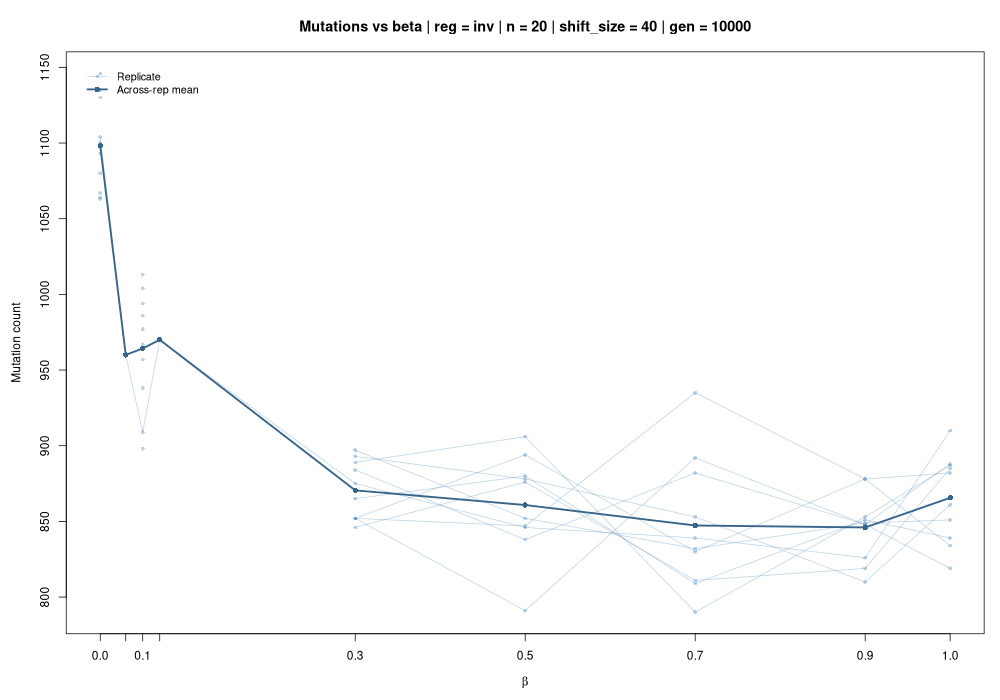 Mutations vs beta | reg = inv | n = 20 | shift_size = 40 | gen = 10000
Replicate
Across-rep mean
Mutation count
1150
1100
1050
1000
950
900
850
800
0.0 0.1 0.3 0.5 0.7 0.9 1.0
β